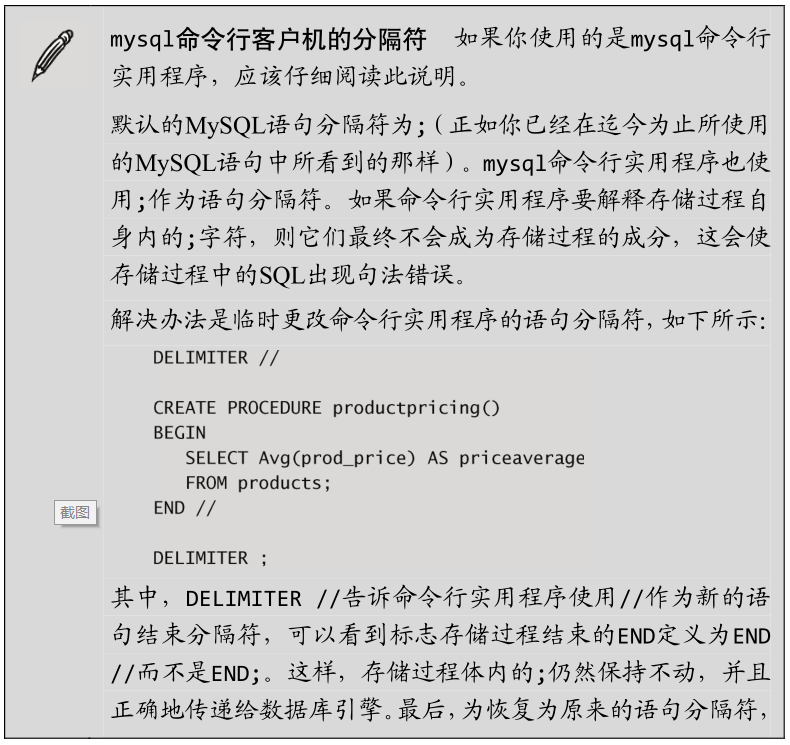 mysql命令行客户机的分隔符 如果你使用的是mysql命令行
实用程序，应该仔细阅读此说明。
默认的MySQL语句分隔符为;（正如你已经在迄今为止所使用
的MySQL语句中所看到的那样）。mysql命令行实用程序也使
用;作为语句分隔符。如果命令行实用程序要解释存储过程自
身内的;字符，则它们最终不会成为存储过程的成分，这会使
存储过程中的SQL出现句法错误。
解决办法是临时更改命令行实用程序的语句分隔符，如下所示：
DELIMITER //
CREATE PROCEDURE productpricing()
BEGIN
SELECT Avg(prod_price) AS priceaverage
FROM products;
END //
截图
DELIMITER ;
其中，DELIMITER //告诉命令行实用程序使用//作为新的语
句结束分隔符，可以看到标志存储过程结束的END定义为END
//而不是END;。这样，存储过程体内的;仍然保持不动，并且
正确地传递给数据库引擎。最后，为恢复为原来的语句分隔符，